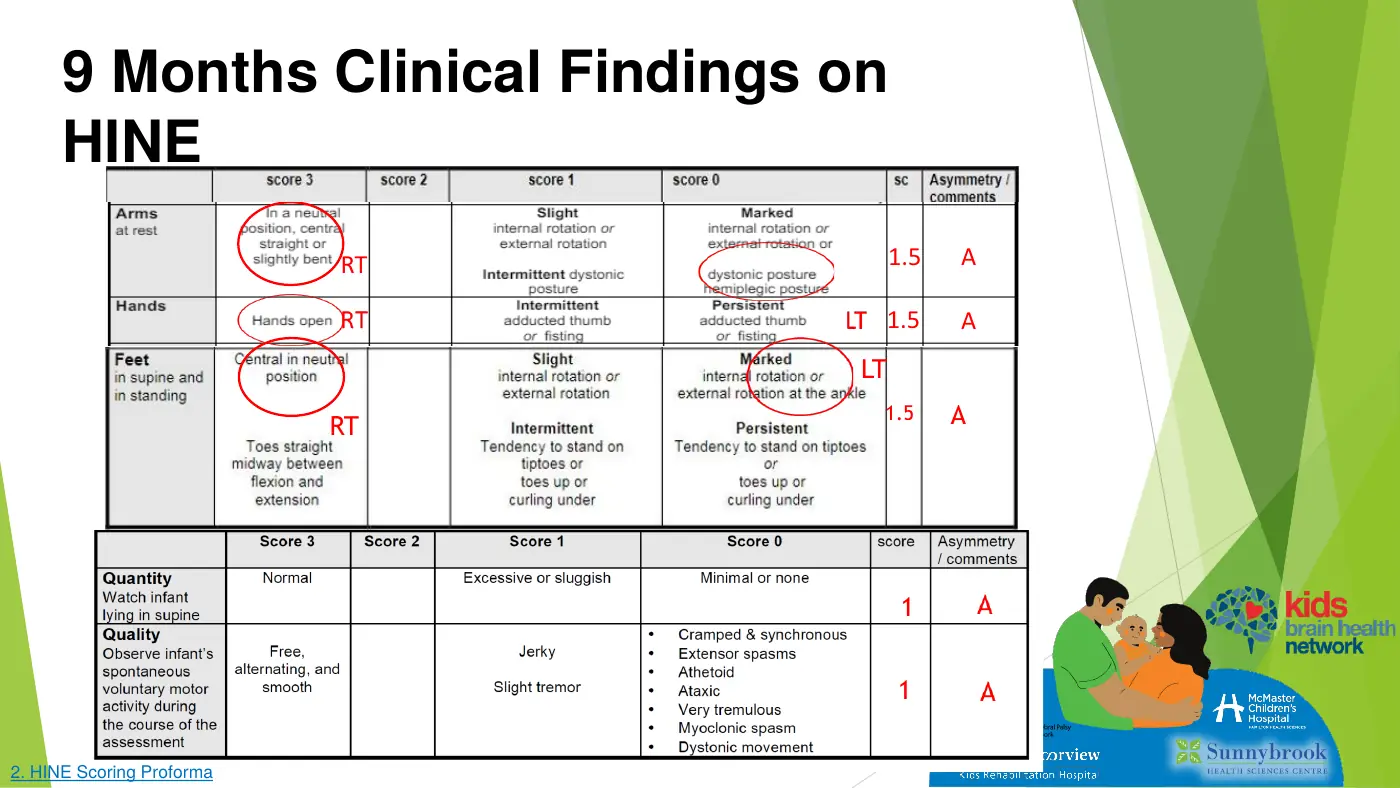 9 Months Clinical Findings on
HINE
score 3 score 2 score 1 score 0 sc Asymmetry /
comments
Arms
at rest
In a neutral
position, central
straight or
slightly bent
RT
Slight
internal rotation or
external rotation
Intermittent dystonic
posture
Marked
internal rotation or
external rotation or
dystonic posture
hemiplegic posture
1.5
A
Hands
Hands open
RT
Intermittent
adducted thumb
or fisting
Persistent
adducted thumb
or fisting
LT
1.5
A
Feet
in supine and
in standing
Central in neutral
position
RT
Toes straight
midway between
flexion and
extension
Slight
internal rotation or
external rotation
Intermittent
Tendency to stand on
tiptoes or
toes up or
curling under
Marked
internal rotation or
external rotation at the ankle
LT
Persistent
Tendency to stand on tiptoes
or
toes up or
curling under
1.5
A
Score 3 Score 2 Score 1 Score 0 score Asymmetry
/ comments
Quantity
Watch infant
lying in supine
Normal
Excessive or sluggish
Minimal or none
1
A
Quality
Observe infant's
spontaneous
voluntary motor
activity during
the course of the
assessment
Free,
alternating, and
smooth
Jerky
Slight tremor
• Cramped & synchronous
• Extensor spasms
• Athetoid
• Ataxic
• Very tremulous
• Myoclonic spasm
• Dystonic movement
1
A
2. HINE Scoring Proforma
kids
brain health
network
McMaster
Children's
Hospital
HAMILTON HEALTH SCIENCES
Palsy
orview
Kids Rehabilitation Hospital
Sunnybrook
HEALTH SCIENCES CENTRE